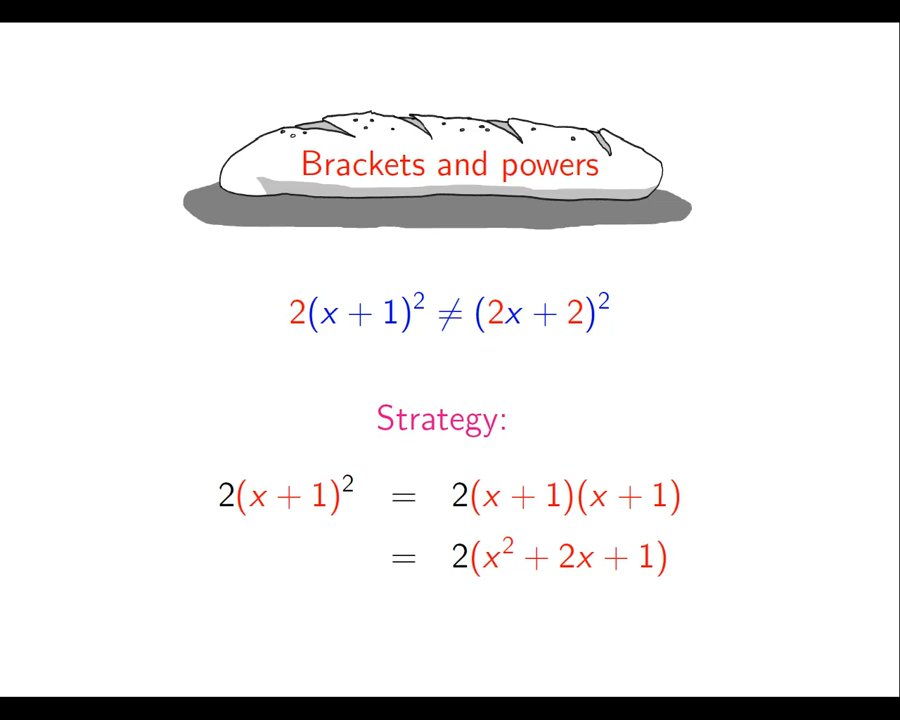 Brackets and powers
2(x + 1)² ≠ (2x + 2)²
Strategy:
2(x + 1)² = 2(x + 1)(x + 1)
= 2(x² + 2x + 1)